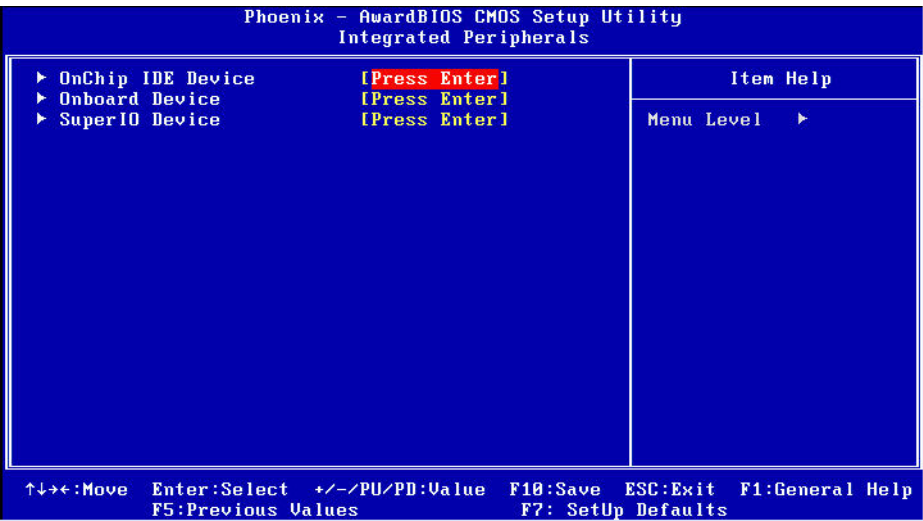 Phoenix - AwardBIOS CMOS Setup Utility
Integrated Peripherals
▶ OnChip IDE Device [Press Enter]
▶ Onboard Device [Press Enter]
▶ SuperIO Device [Press Enter]
Item Help
Menu Level ▶
↑↓→←:Move Enter:Select +/-/PU/PD:Value F10:Save ESC:Exit F1:General Help
F5:Previous Values F7: SetUp Defaults